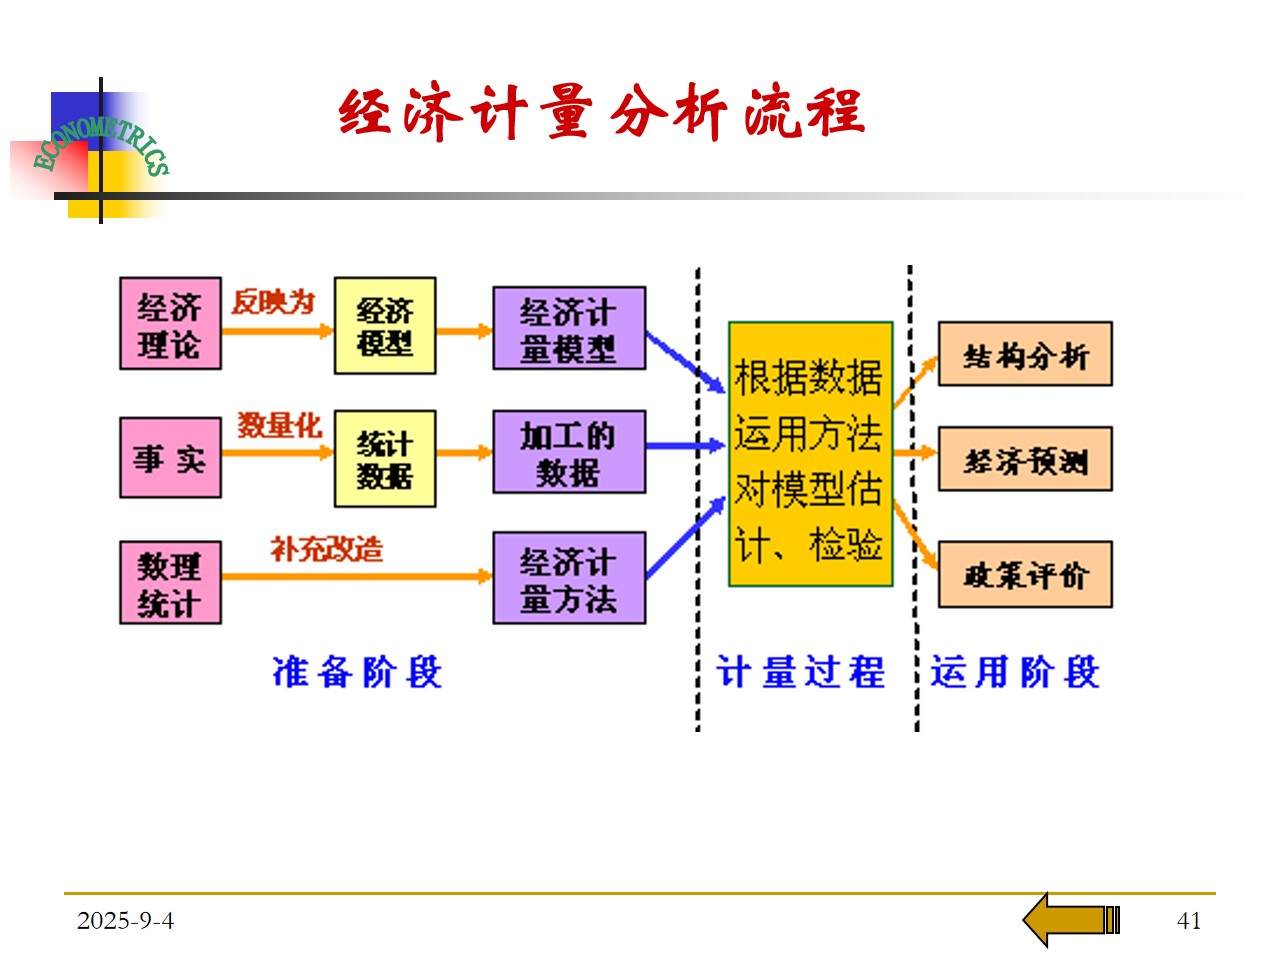 经济计量分析流程
ECONOMETRICS
经济
理论
反映为
经济
模型
经济计
量模型
事 实
数量化
统计
数据
加工的
数据
数理
统计
补充改造
经济计
量方法
根据数据
运用方法
对模型估
计、检验
结构分析
经济预测
政策评价
准备阶段
计量过程
运用阶段
2025-9-4
41